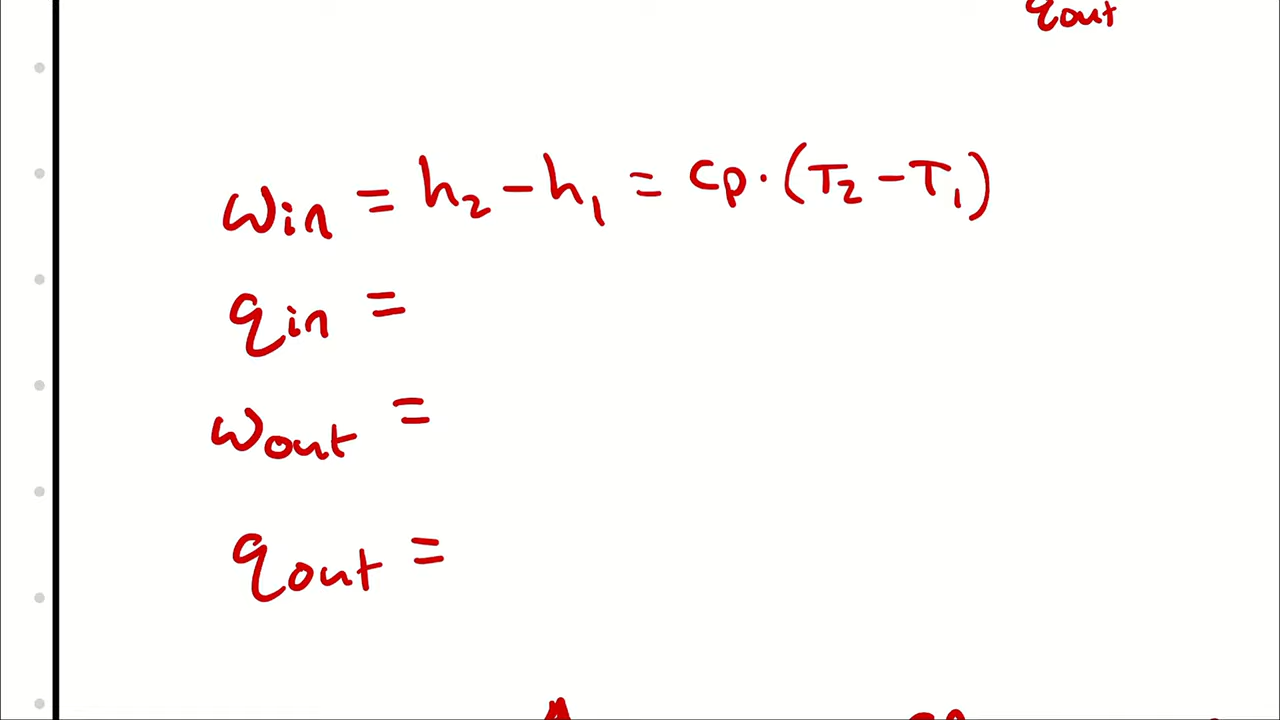 qout
win = h2 - h1 = cp · (T2 - T1)
qin =
wout =
qout =